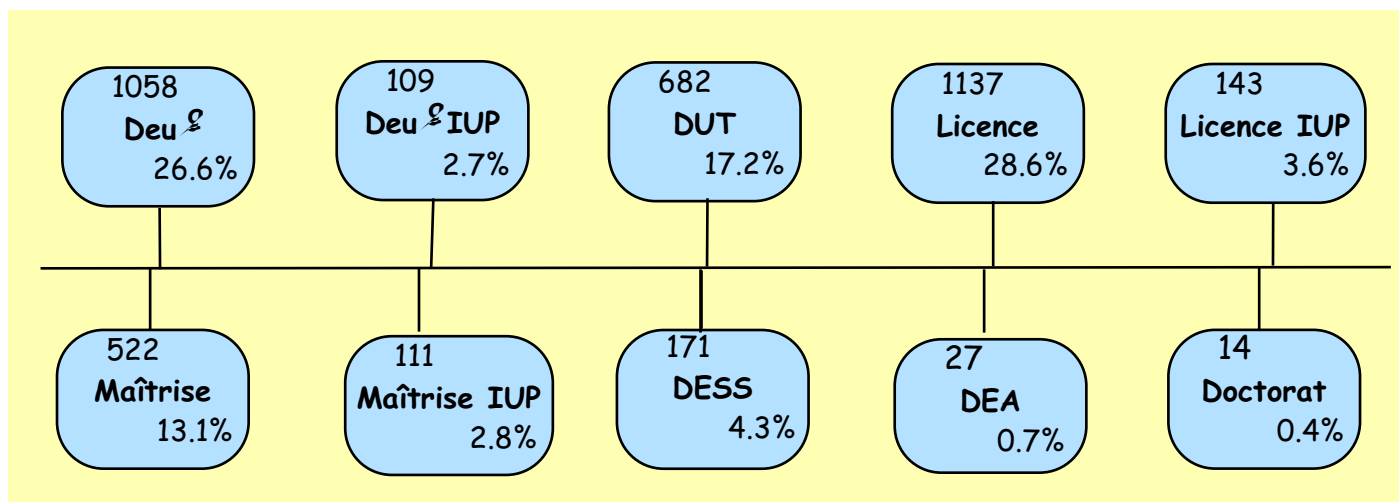 1058
Deug
26.6%
109
Deug IUP
2.7%
682
DUT
17.2%
1137
Licence
28.6%
143
Licence IUP
3.6%
522
Maîtrise
13.1%
111
Maîtrise IUP
2.8%
171
DESS
4.3%
27
DEA
0.7%
14
Doctorat
0.4%